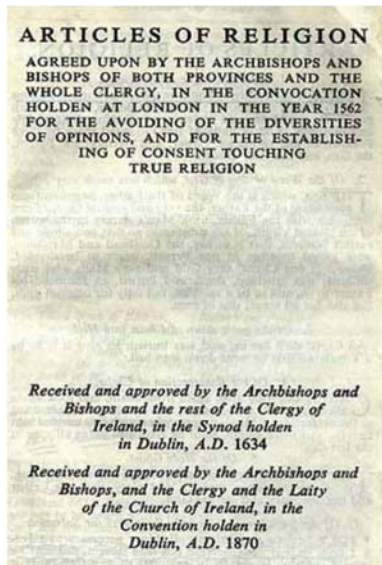 ARTICLES OF RELIGION
AGREED UPON BY THE ARCHBISHOPS AND
BISHOPS OF BOTH PROVINCES AND THE
WHOLE CLERGY, IN THE CONVOCATION
HOLDEN AT LONDON IN THE YEAR 1562
FOR THE AVOIDING OF THE DIVERSITIES
OF OPINIONS, AND FOR THE ESTABLISH-
ING OF CONSENT TOUCHING
TRUE RELIGION
Received and approved by the Archbishops and
Bishops and the rest of the Clergy of
Ireland, in the Synod holden
in Dublin, A.D. 1634
Received and approved by the Archbishops and
Bishops, and the Clergy and the Laity
of the Church of Ireland, in the
Convention holden in
Dublin, A.D. 1870